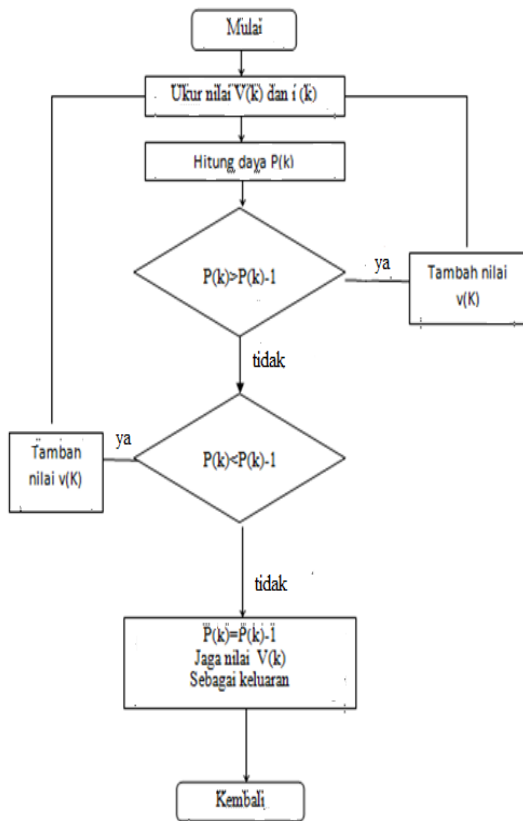 Mulai
Ukur nilai V(k) dan i (k)
Hitung daya P(k)
P(k)>P(k)-1
ya
Tambah nilai
v(K)
tidak
Tamban
nilai v(K)
ya
P(k)<P(k)-1
tidak
P(k)=P(k)-1
Jaga nilai V(k)
Sebagai keluaran
Kembali